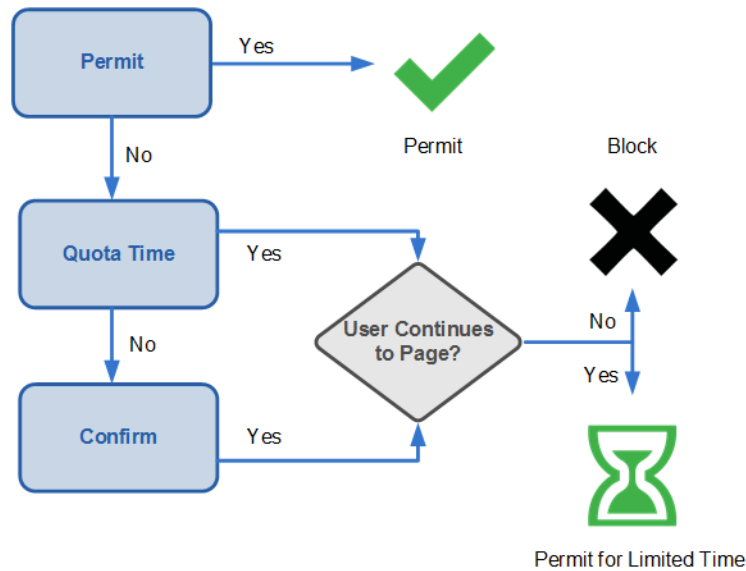 Permit
Yes
Permit
Block
No
Quota Time
Yes
User Continues
to Page?
No
Yes
No
Confirm
Yes
Permit for Limited Time